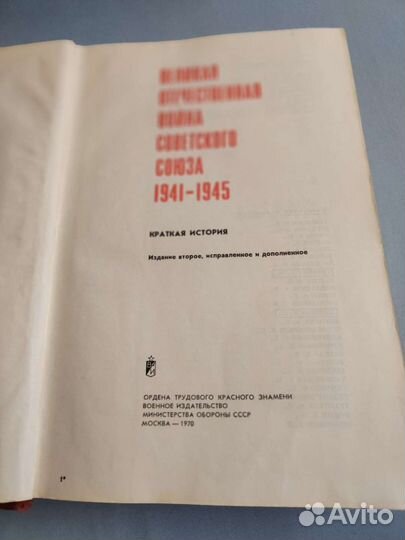 ВЕЛИКАЯ
ОТЕЧЕСТВЕННАЯ
ВОЙНА
СОВЕТСКОГО
СОЮЗА
1941–1945
КРАТКАЯ ИСТОРИЯ
Издание второе, исправленное и дополненное
ОРДЕНА ТРУДОВОГО КРАСНОГО ЗНАМЕНИ
ВОЕННОЕ ИЗДАТЕЛЬСТВО
МИНИСТЕРСТВА ОБОРОНЫ СССР
МОСКВА — 1970
1*
Avito